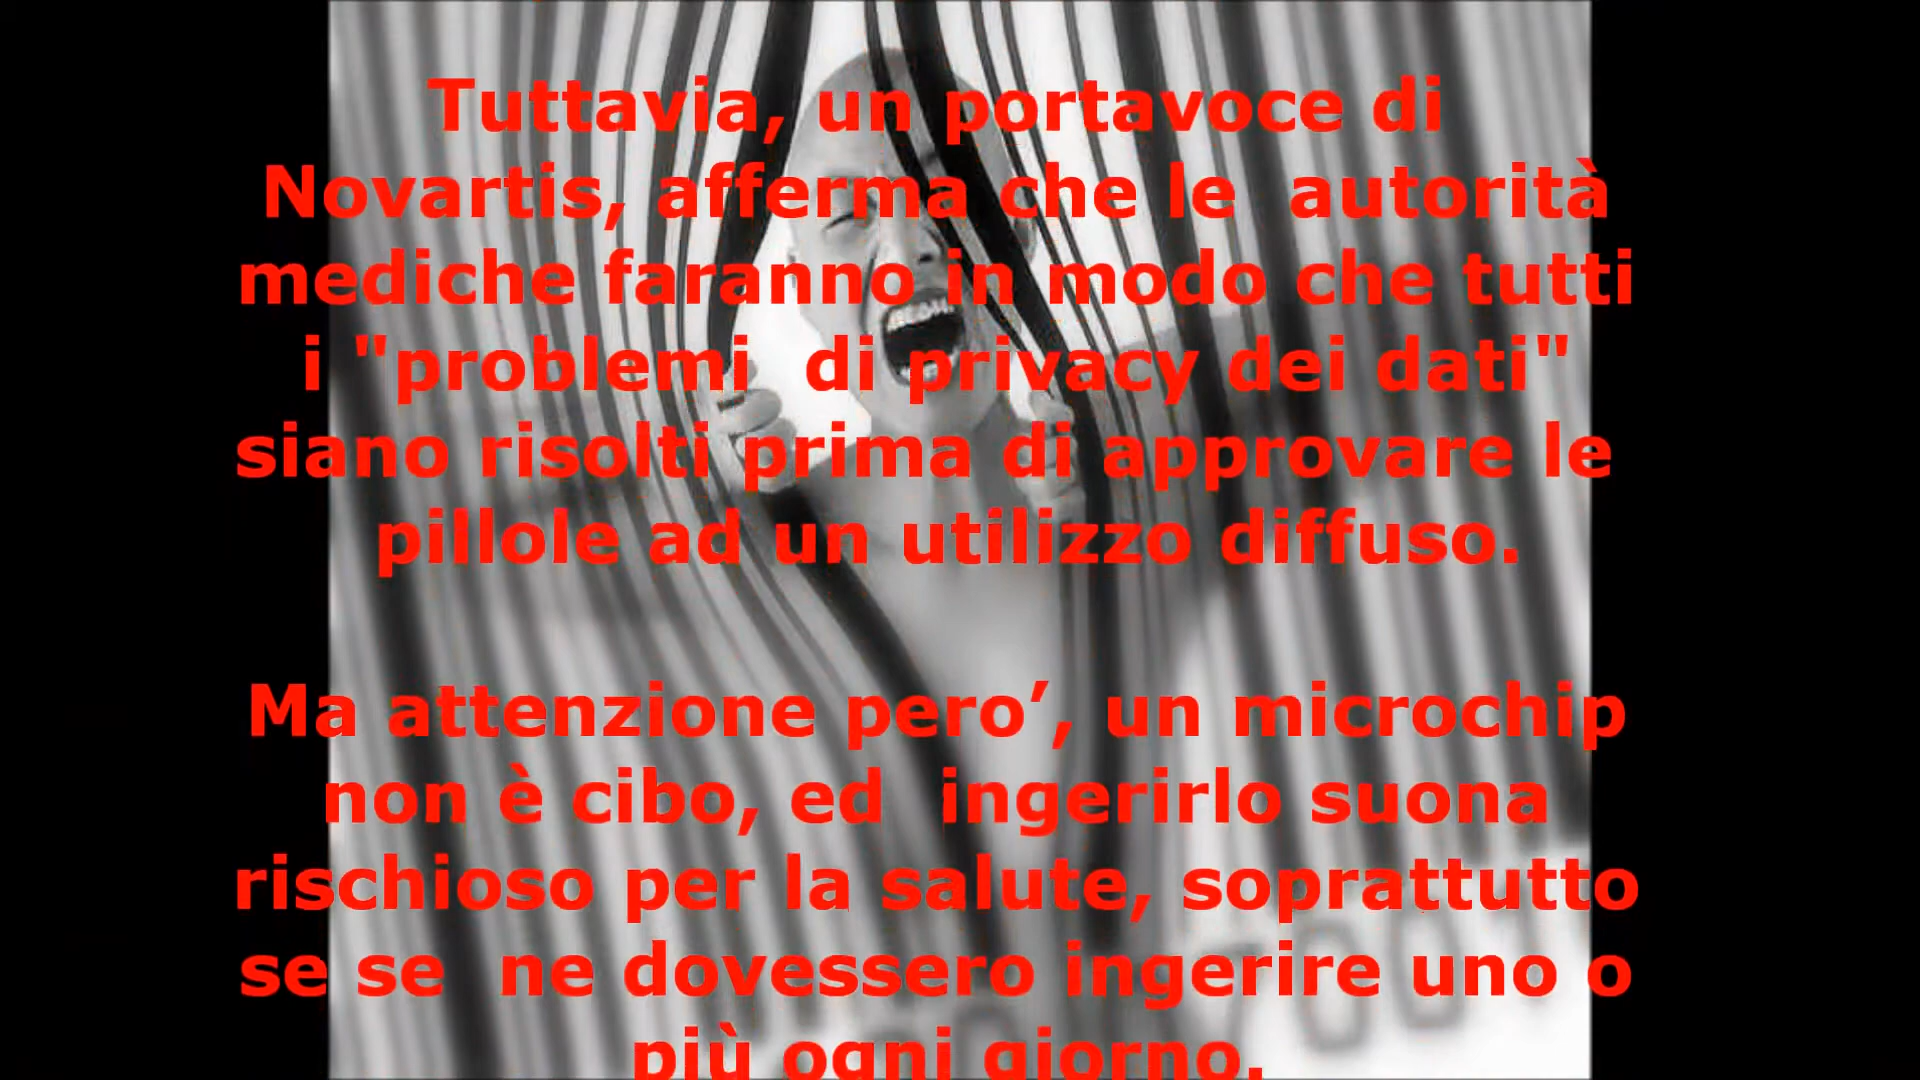 Tuttavia, un portavoce di
Novartis, afferma che le autorità
mediche faranno in modo che tutti
i "problemi di privacy dei dati"
siano risolti prima di approvare le
pillole ad un utilizzo diffuso.
Ma attenzione pero’, un microchip
non è cibo, ed ingerirlo suona
rischioso per la salute, soprattutto
se se ne dovessero ingerire uno o
più ogni giorno.